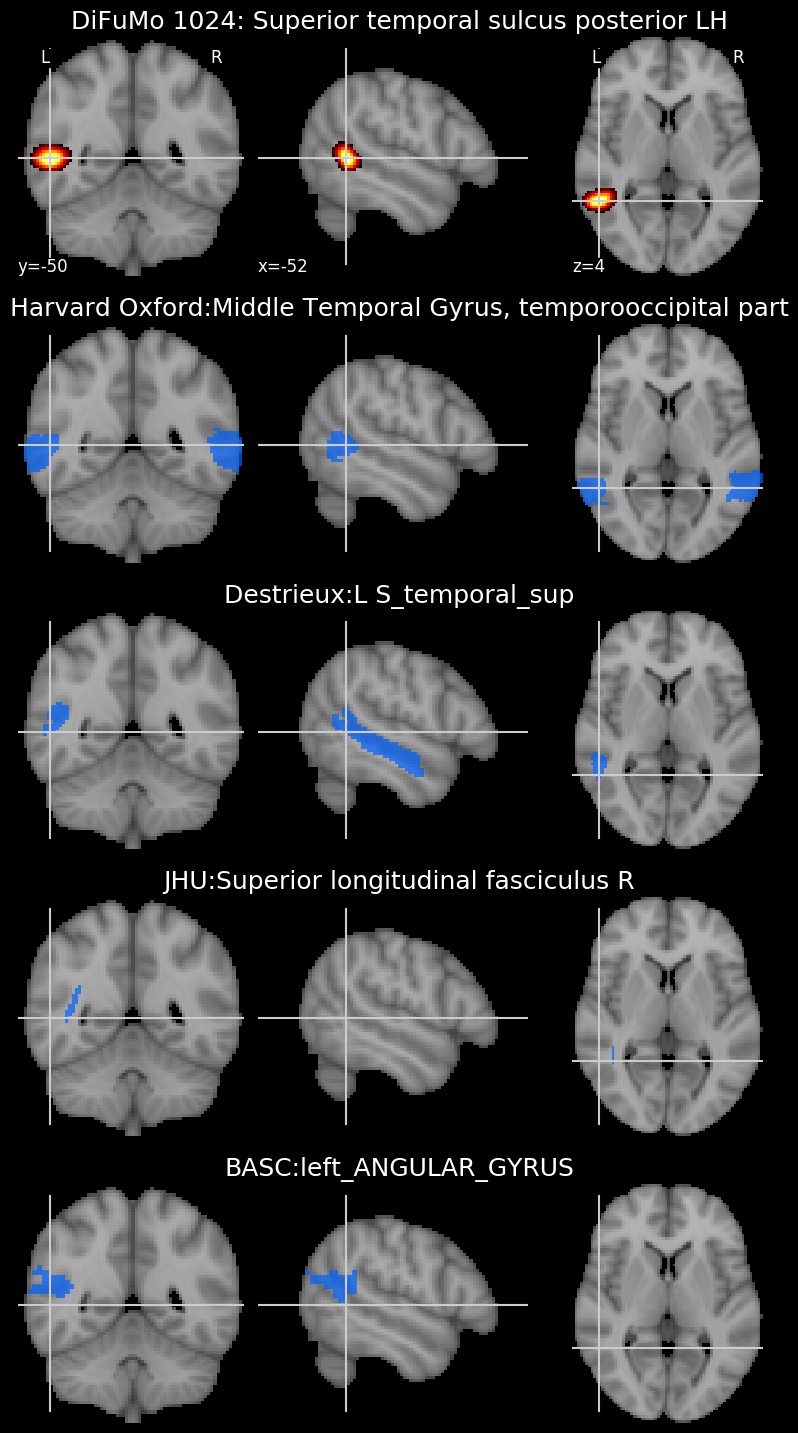 DiFuMo 1024: Superior temporal sulcus posterior LH
L R L R
y=-50 x=-52 z=4
Harvard Oxford:Middle Temporal Gyrus, temporooccipital part
Destrieux:L S_temporal_sup
JHU:Superior longitudinal fasciculus R
BASC:left_ANGULAR_GYRUS